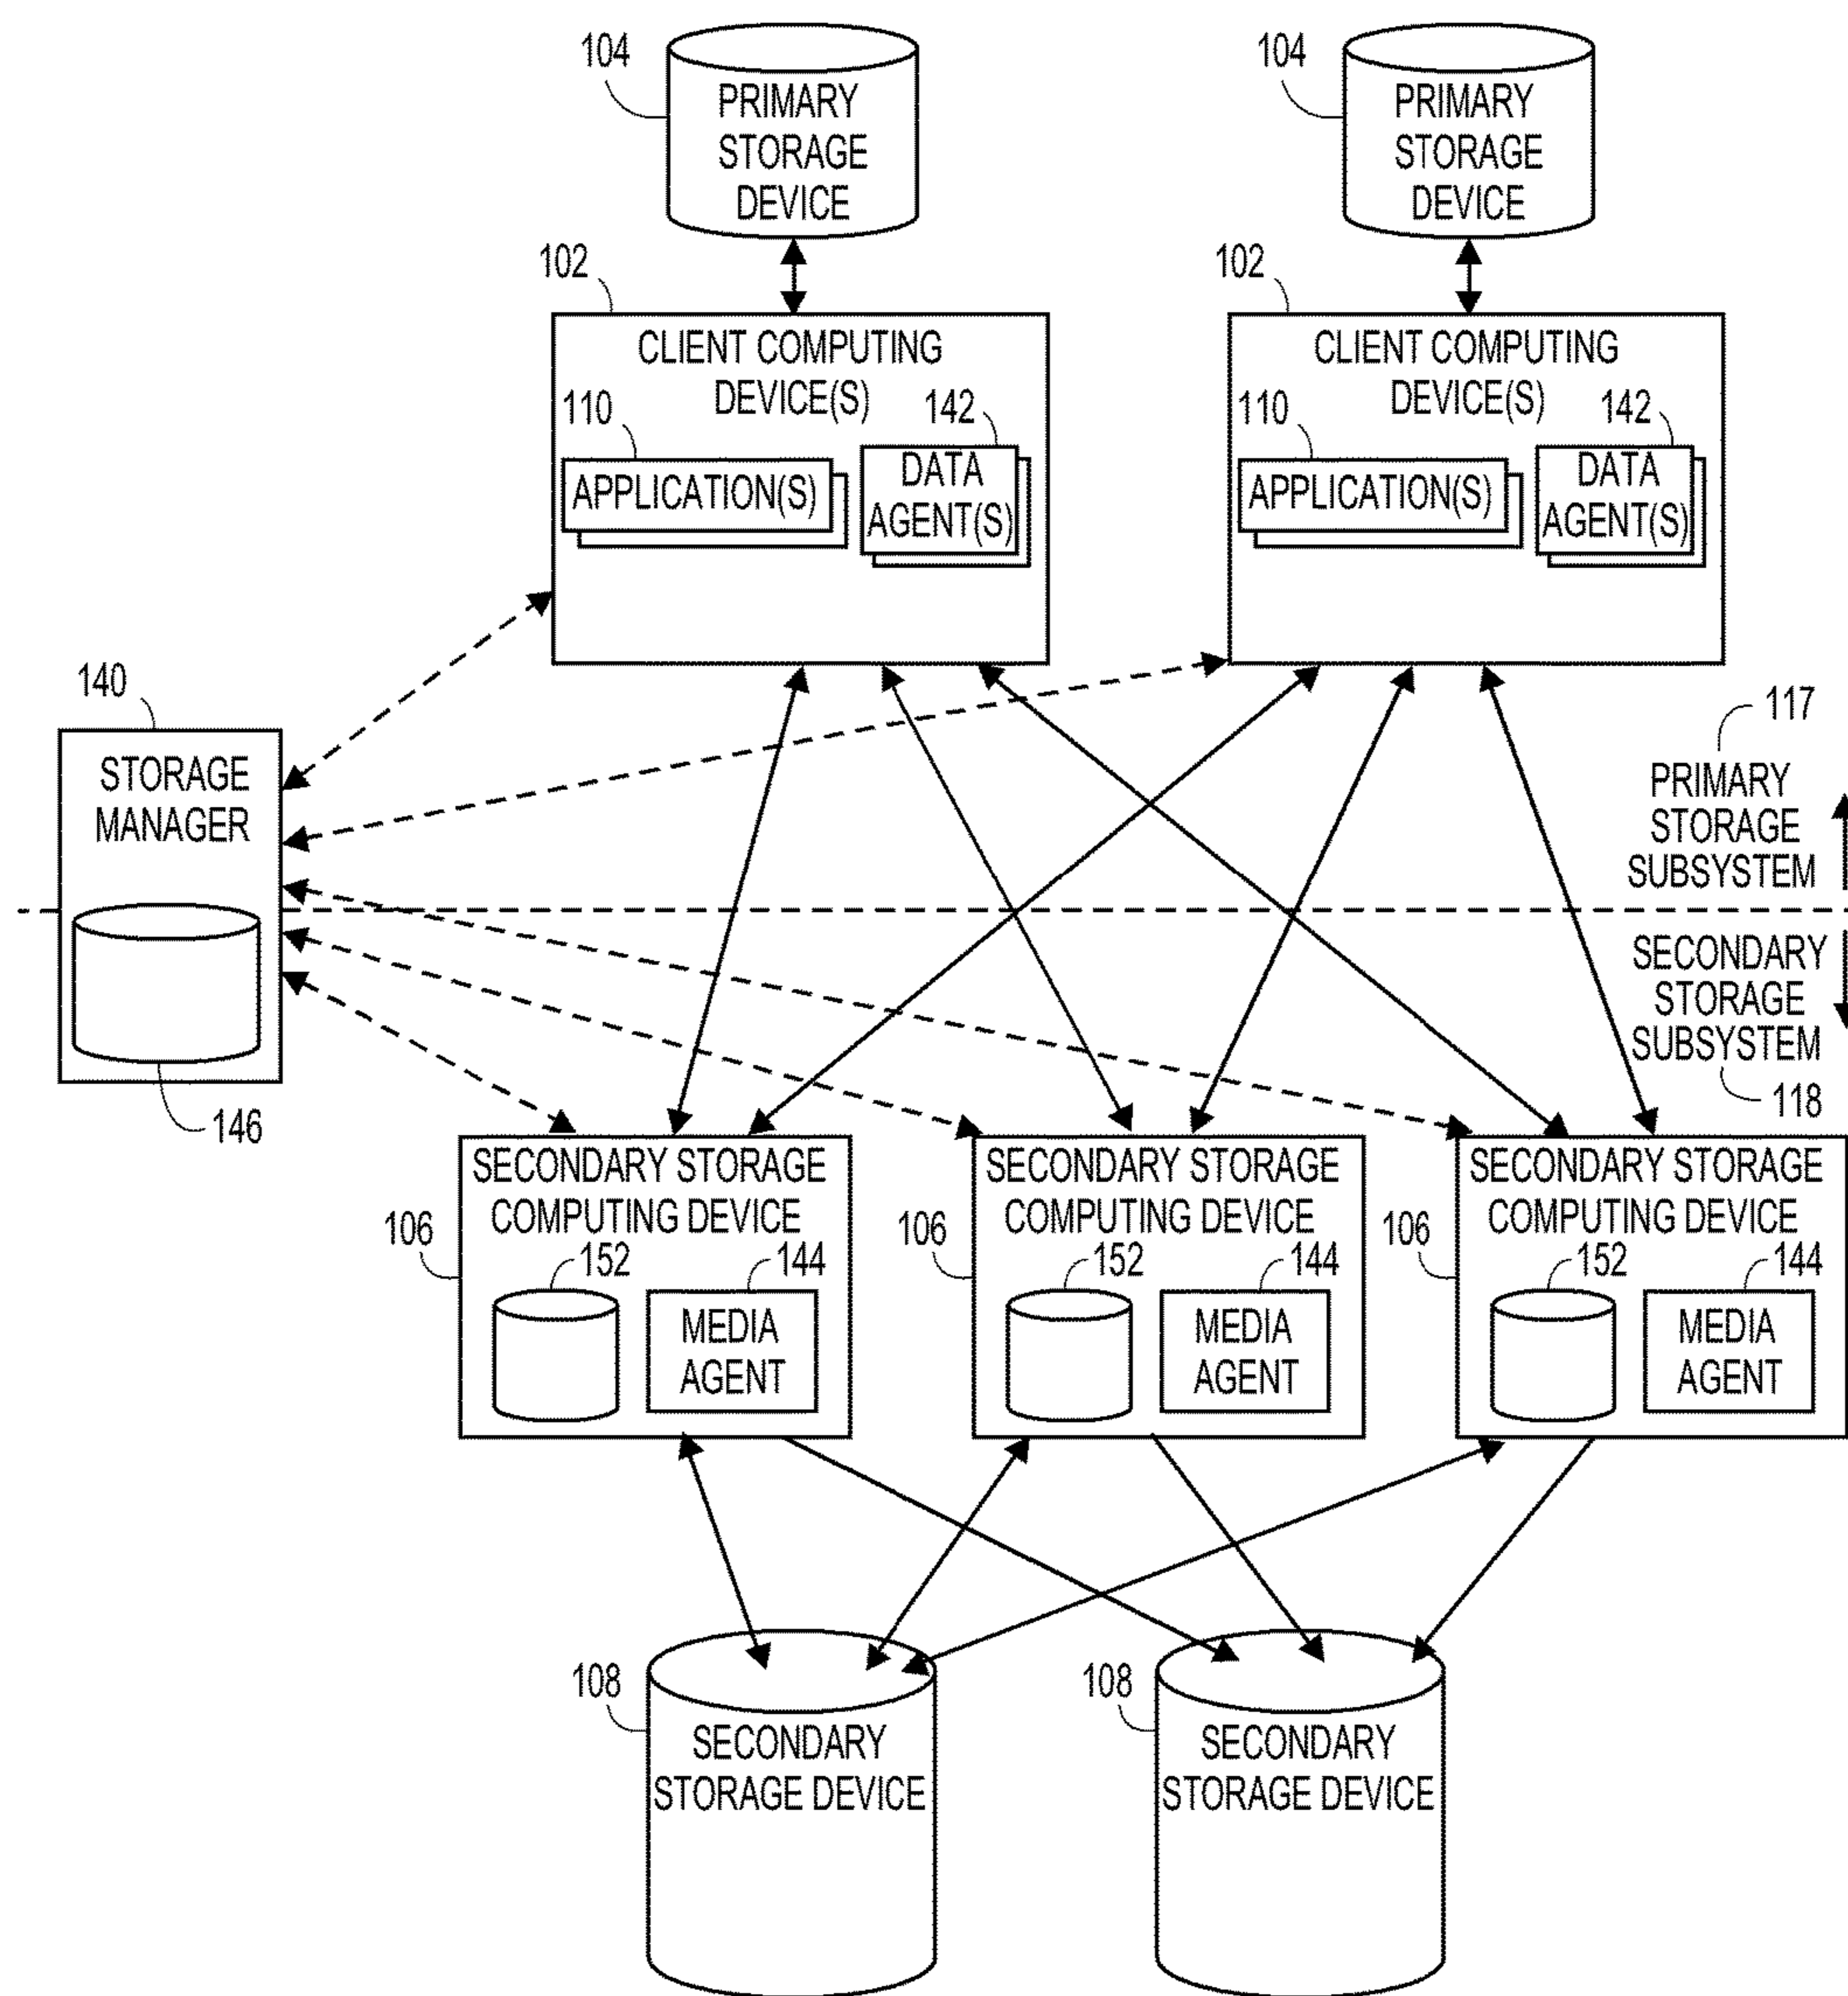 104
PRIMARY
STORAGE
DEVICE
104
PRIMARY
STORAGE
DEVICE
102
CLIENT COMPUTING
DEVICE(S)
110
142
APPLICATION(S)
DATA
AGENT(S)
102
CLIENT COMPUTING
DEVICE(S)
110
142
APPLICATION(S)
DATA
AGENT(S)
140
STORAGE
MANAGER
146
117
PRIMARY
STORAGE
SUBSYSTEM
SECONDARY
STORAGE
SUBSYSTEM
118
SECONDARY STORAGE
COMPUTING DEVICE
106
152
144
MEDIA
AGENT
SECONDARY STORAGE
COMPUTING DEVICE
106
152
144
MEDIA
AGENT
SECONDARY STORAGE
COMPUTING DEVICE
106
152
144
MEDIA
AGENT
108
SECONDARY
STORAGE DEVICE
108
SECONDARY
STORAGE DEVICE